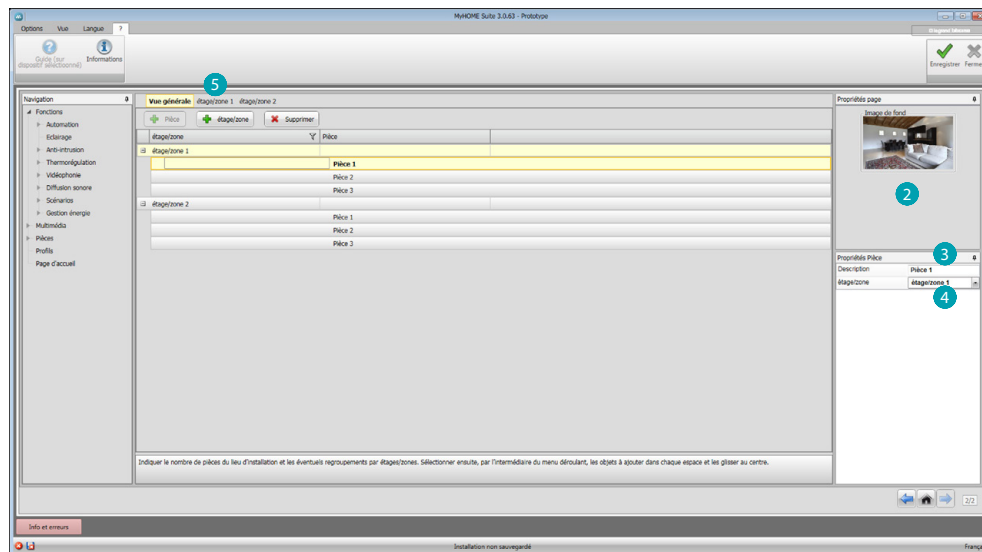 MyHOME Suite 3.0.63 - Prototype
Options Vue Langue ?
Guide (sur
dispositif sélectionné)
Informations
Enregistrer Ferme
5
Navigation
Fonctions
Automation
Eclairage
Anti-intrusion
Thermorégulation
Vidéophonie
Diffusion sonore
Scénarios
Gestion énergie
Multimédia
Pièces
Profils
Page d'accueil
Vue générale étage/zone 1 étage/zone 2
Pièce étage/zone Supprimer
étage/zone Pièce
étage/zone 1
Pièce 1
Pièce 2
Pièce 3
étage/zone 2
Pièce 1
Pièce 2
Pièce 3
Indiquer le nombre de pièces du lieu d'installation et les éventuels regroupements par étages/zones. Sélectionner ensuite, par l'intermédiaire du menu déroulant, les objets à ajouter dans chaque espace et les glisser au centre.
Propriétés page
Image de fond
2
Propriétés Pièce
3
Description Pièce 1
étage/zone étage/zone 1
4
2/2
Info et erreurs
Installation non sauvegardé
França